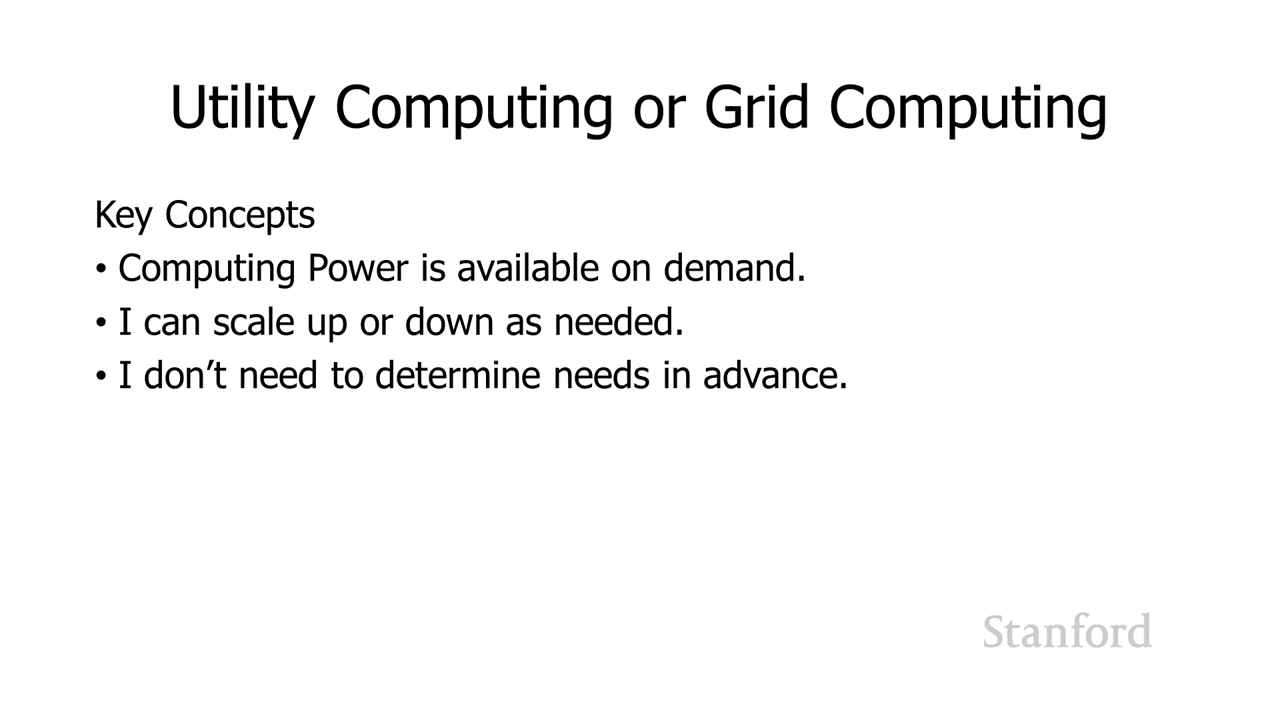 Utility Computing or Grid Computing
Key Concepts
• Computing Power is available on demand.
• I can scale up or down as needed.
• I don’t need to determine needs in advance.
Stanford